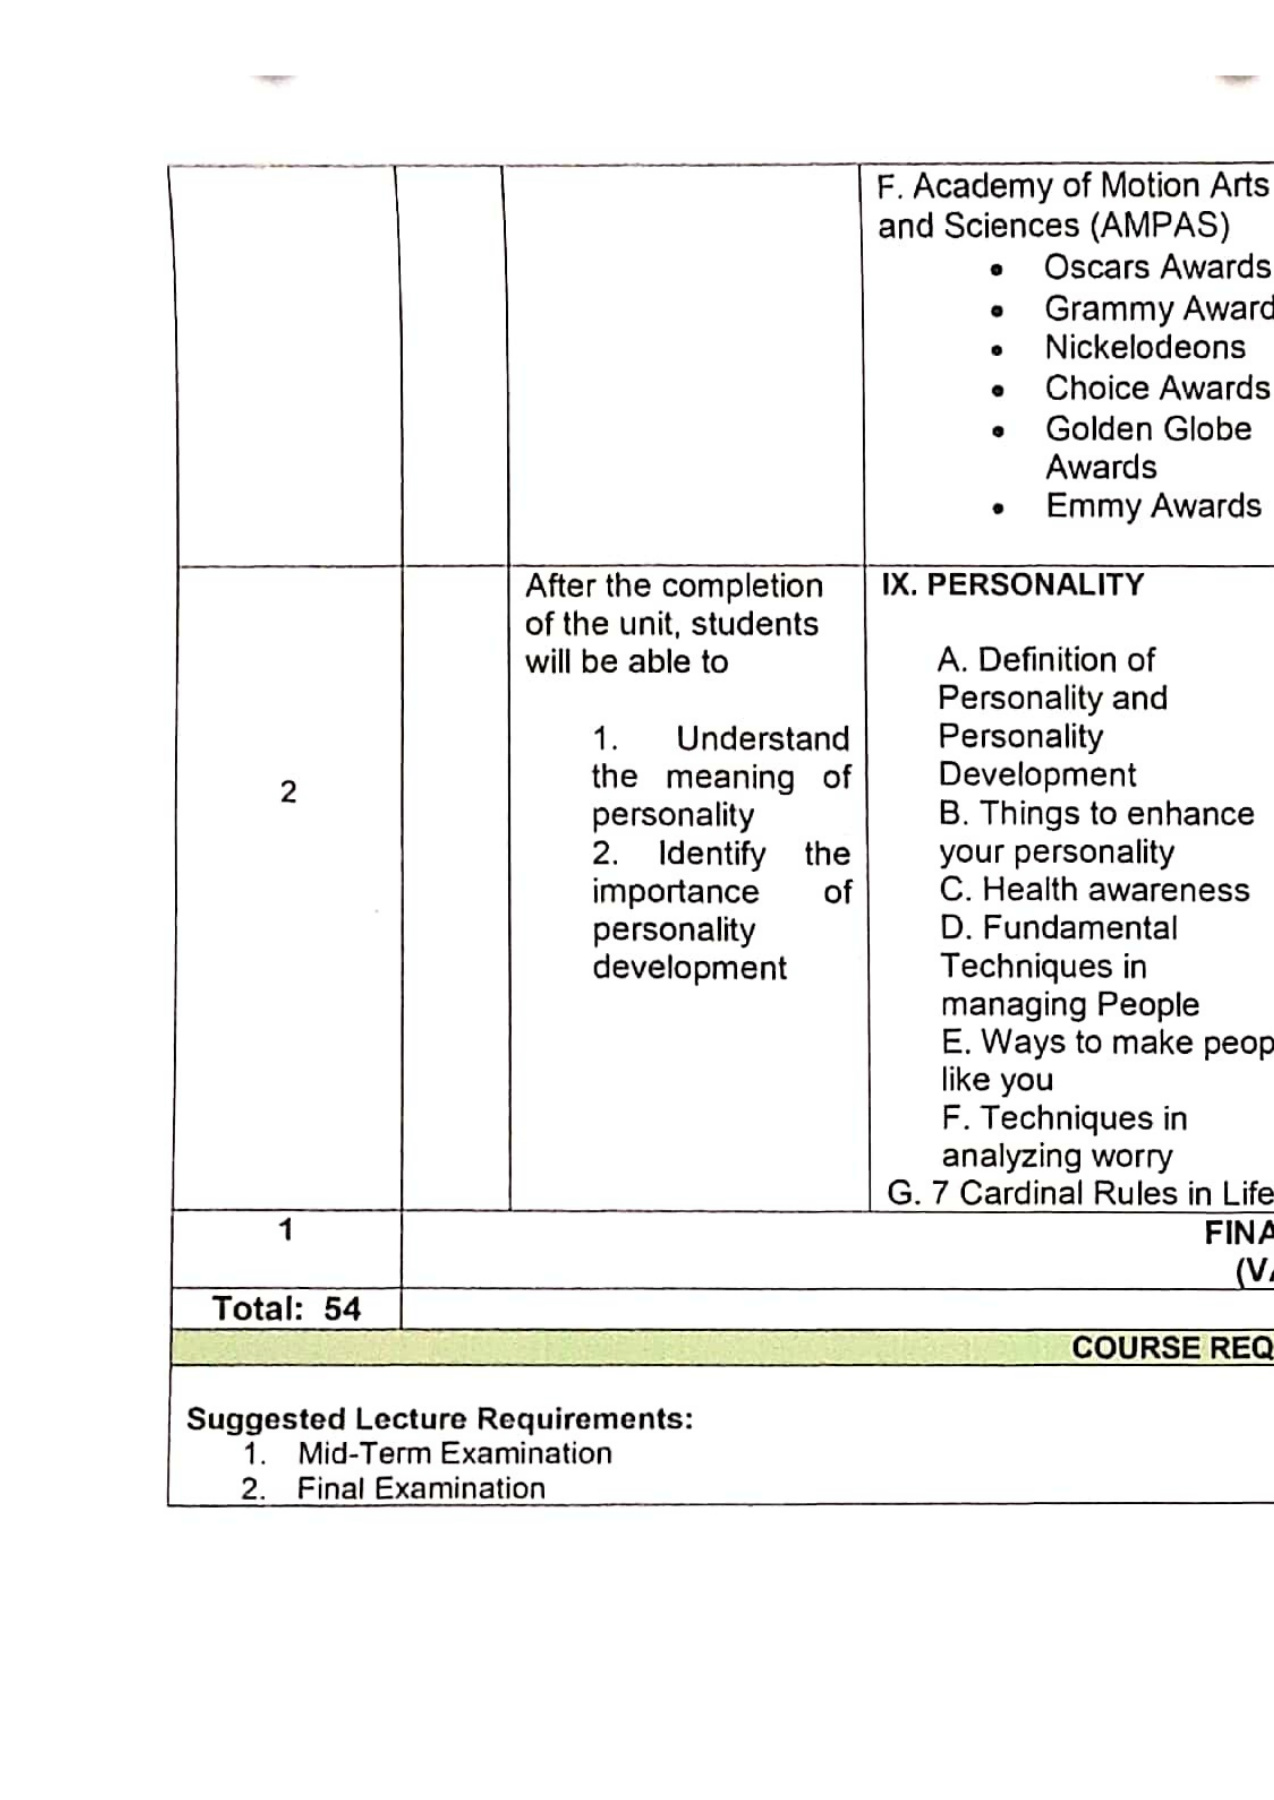 F. Academy of Motion Arts
and Sciences (AMPAS)
• Oscars Awards
• Grammy Award
• Nickelodeons
• Choice Awards
• Golden Globe
Awards
• Emmy Awards
2
After the completion
of the unit, students
will be able to
1. Understand
the meaning of
personality
2. Identify the
importance of
personality
development
IX. PERSONALITY
A. Definition of
Personality and
Personality
Development
B. Things to enhance
your personality
C. Health awareness
D. Fundamental
Techniques in
managing People
E. Ways to make peop
like you
F. Techniques in
analyzing worry
G. 7 Cardinal Rules in Life
1
FINA
(VA
Total: 54
COURSE REQ
Suggested Lecture Requirements:
1. Mid-Term Examination
2. Final Examination